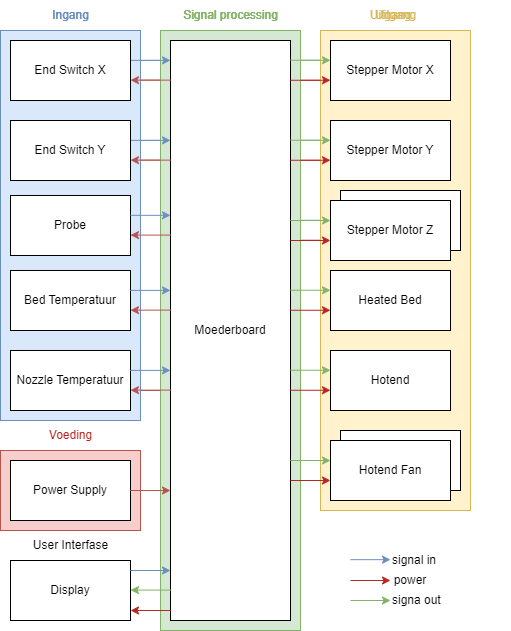 Ingang
Signal processing
Uitgang
End Switch X
Stepper Motor X
End Switch Y
Stepper Motor Y
Probe
Stepper Motor Z
Bed Temperatuur
Heated Bed
Moederboard
Nozzle Temperatuur
Hotend
Voeding
Hotend Fan
Power Supply
User Interfase
Display
signal in
power
signa out